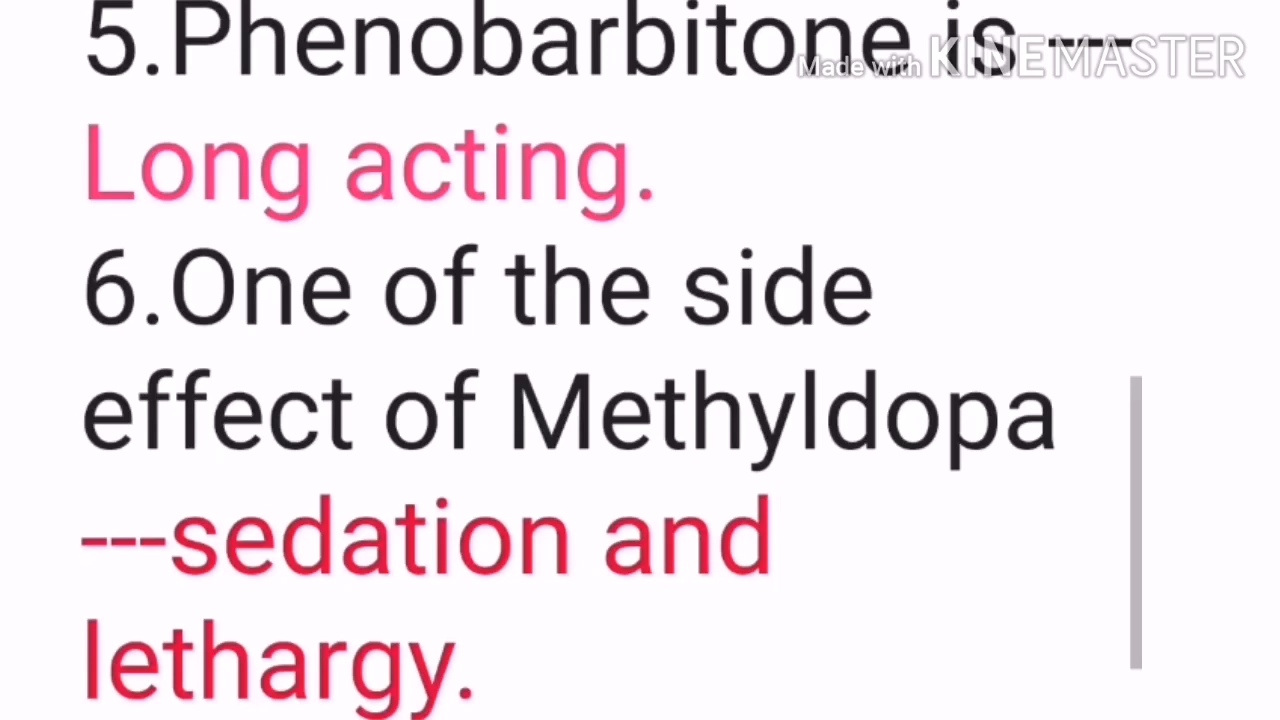 5.Phenobarbitone is ---
Made with KINEMASTER
Long acting.
6.One of the side
effect of Methyldopa
---sedation and
lethargy.